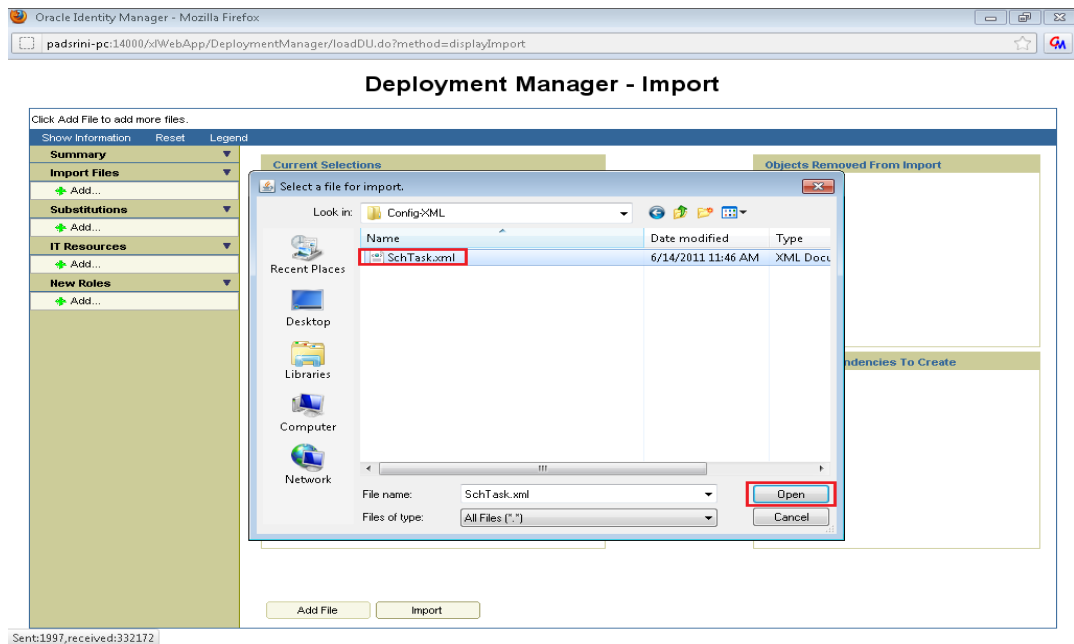 Oracle Identity Manager - Mozilla Firefox
padsrini-pc:14000/xlWebApp/DeploymentManager/loadDU.do?method=displayImport
Deployment Manager - Import
Click Add File to add more files.
Show Information Reset Legend
Summary
Import Files
Add...
Substitutions
Add...
IT Resources
Add...
New Roles
Add...
Current Selections
Objects Removed From Import
Select a file for import.
Look in: Config-XML
Name Date modified Type
SchTask.xml 6/14/2011 11:46 AM XML Docu
Recent Places
Desktop
Libraries
Computer
Network
File name: SchTask.xml Open
Files of type: All Files (".") Cancel
ndencies To Create
Add File Import
Sent:1997,received:332172